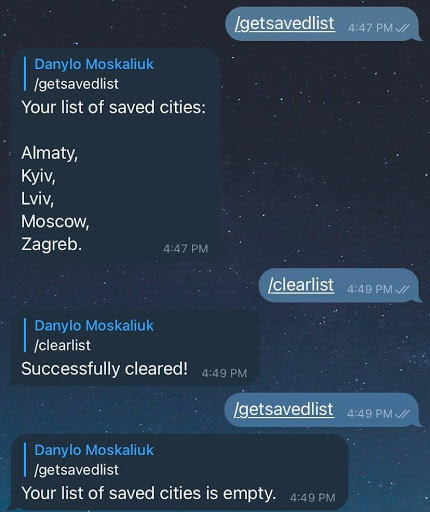 /getsavedlist 4:47 PM
Danylo Moskaliuk
/getsavedlist
Your list of saved cities:
Almaty,
Kyiv,
Lviv,
Moscow,
Zagreb. 4:47 PM
/clearlist 4:49 PM
Danylo Moskaliuk
/clearlist
Successfully cleared! 4:49 PM
/getsavedlist 4:49 PM
Danylo Moskaliuk
/getsavedlist
Your list of saved cities is empty. 4:49 PM